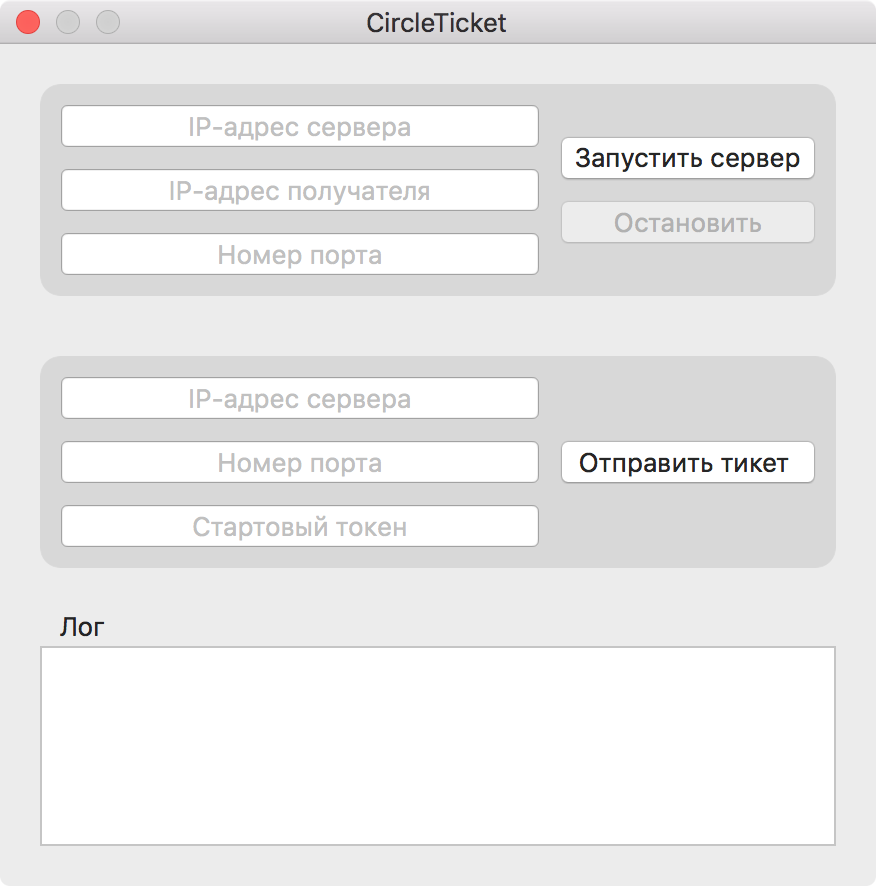 CircleTicket
IP-адрес сервера
IP-адрес получателя
Номер порта
Запустить сервер
Остановить
IP-адрес сервера
Номер порта
Стартовый токен
Отправить тикет
Лог